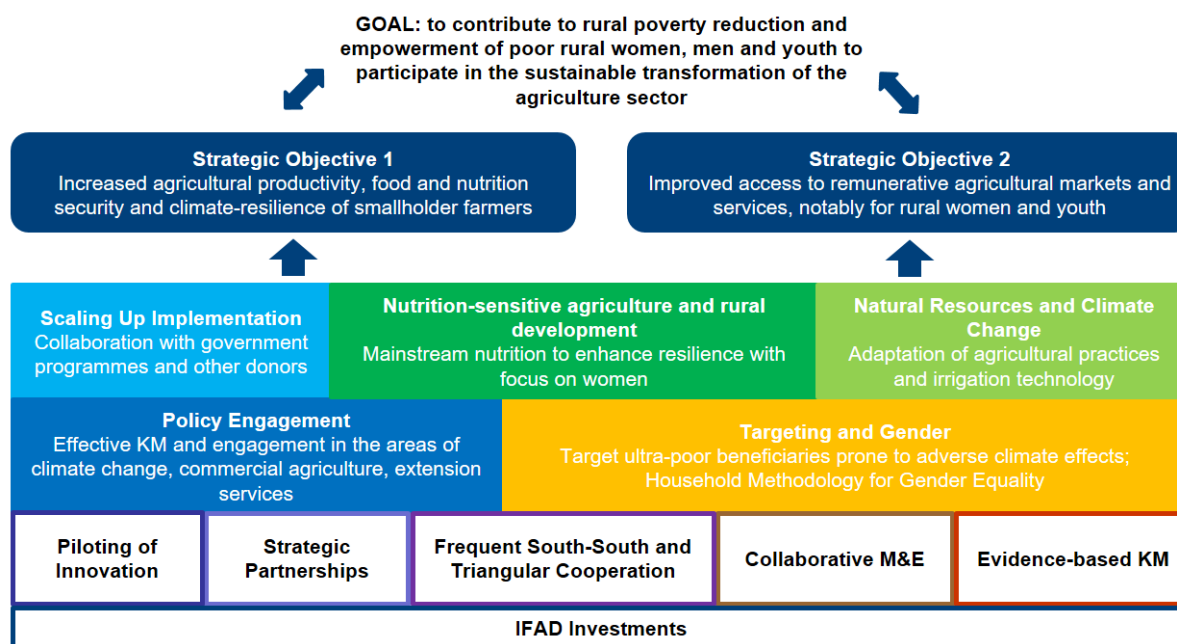 GOAL: to contribute to rural poverty reduction and
empowerment of poor rural women, men and youth to
participate in the sustainable transformation of the
agriculture sector
Strategic Objective 1
Increased agricultural productivity, food and nutrition
security and climate-resilience of smallholder farmers
Strategic Objective 2
Improved access to remunerative agricultural markets and
services, notably for rural women and youth
Scaling Up Implementation
Collaboration with government
programmes and other donors
Nutrition-sensitive agriculture and rural
development
Mainstream nutrition to enhance resilience with
focus on women
Natural Resources and Climate
Change
Adaptation of agricultural practices
and irrigation technology
Policy Engagement
Effective KM and engagement in the areas of
climate change, commercial agriculture, extension
services
Targeting and Gender
Target ultra-poor beneficiaries prone to adverse climate effects;
Household Methodology for Gender Equality
Piloting of
Innovation
Strategic
Partnerships
Frequent South-South and
Triangular Cooperation
Collaborative M&E
Evidence-based KM
IFAD Investments